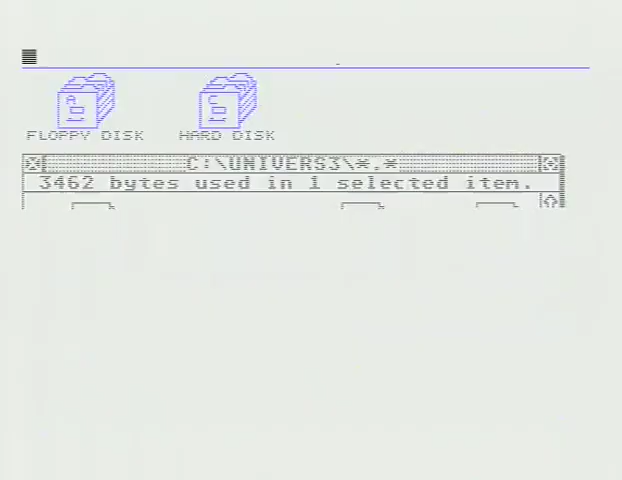 A
C
FLOPPY DISK HARD DISK
C:\UNIVERS3\*.*
3462 bytes used in 1 selected item.